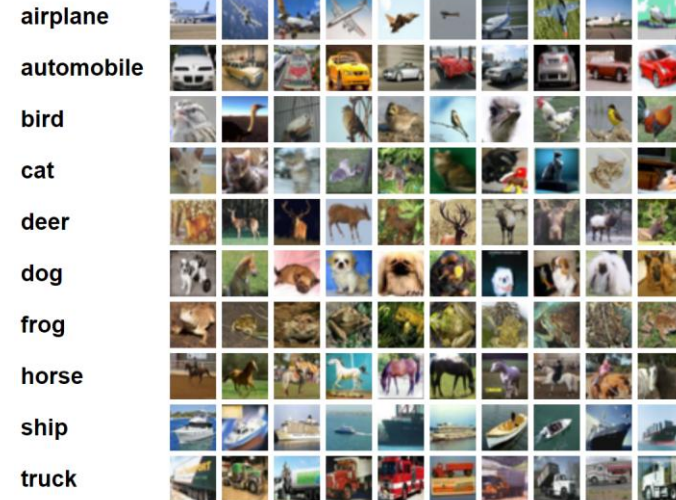 airplane
automobile
bird
cat
deer
dog
frog
horse
ship
truck